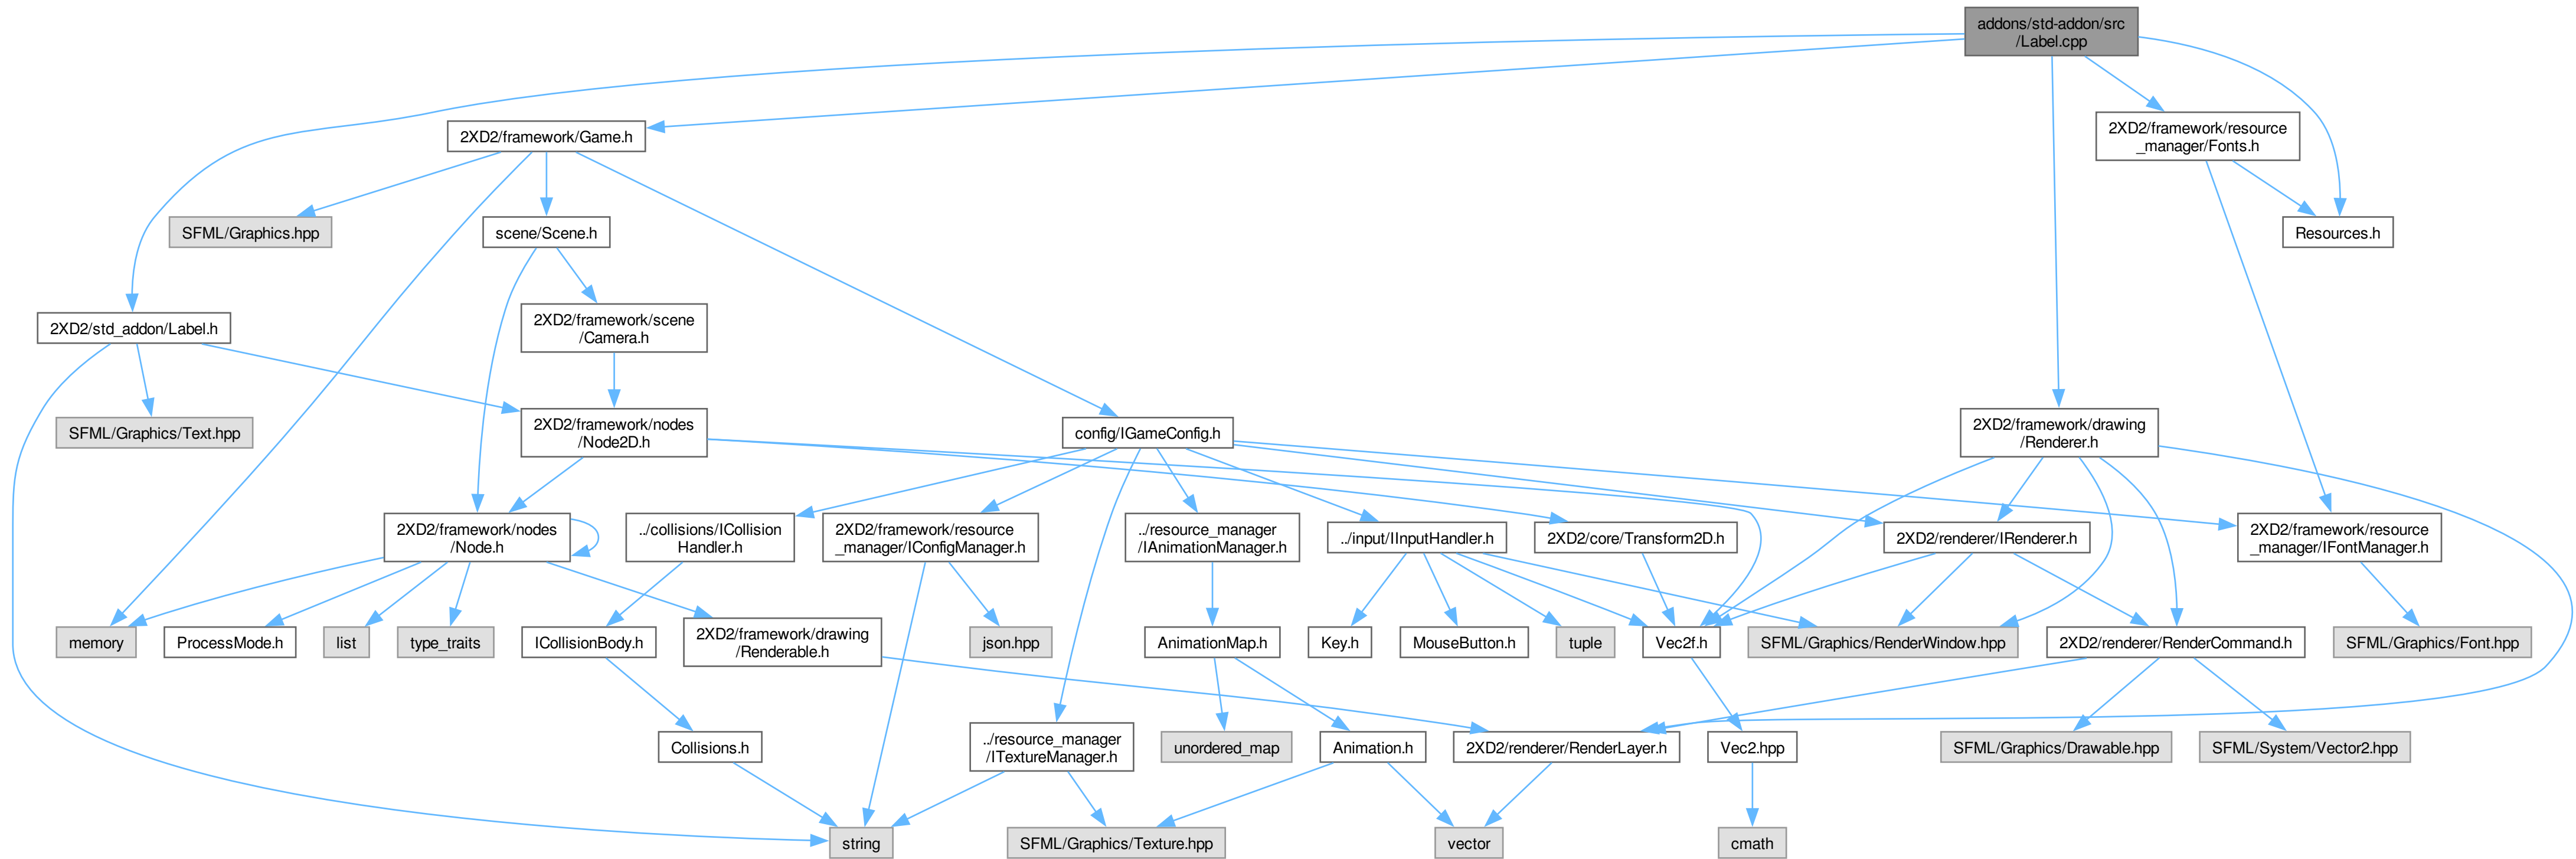 addons/std-addon/src
/Label.cpp
2XD2/framework/Game.h
2XD2/framework/resource
_manager/Fonts.h
SFML/Graphics.hpp
scene/Scene.h
Resources.h
2XD2/std_addon/Label.h
2XD2/framework/scene
/Camera.h
SFML/Graphics/Text.hpp
2XD2/framework/nodes
/Node2D.h
config/IGameConfig.h
2XD2/framework/drawing
/Renderer.h
2XD2/framework/nodes
/Node.h
../collisions/ICollision
Handler.h
2XD2/framework/resource
_manager/IConfigManager.h
../resource_manager
/IAnimationManager.h
../input/IInputHandler.h
2XD2/core/Transform2D.h
2XD2/renderer/IRenderer.h
2XD2/framework/resource
_manager/IFontManager.h
memory
ProcessMode.h
list
type_traits
ICollisionBody.h
2XD2/framework/drawing
/Renderable.h
json.hpp
AnimationMap.h
Key.h
MouseButton.h
tuple
Vec2f.h
SFML/Graphics/RenderWindow.hpp
2XD2/renderer/RenderCommand.h
SFML/Graphics/Font.hpp
Collisions.h
../resource_manager
/ITextureManager.h
unordered_map
Animation.h
2XD2/renderer/RenderLayer.h
Vec2.hpp
SFML/Graphics/Drawable.hpp
SFML/System/Vector2.hpp
string
SFML/Graphics/Texture.hpp
vector
cmath